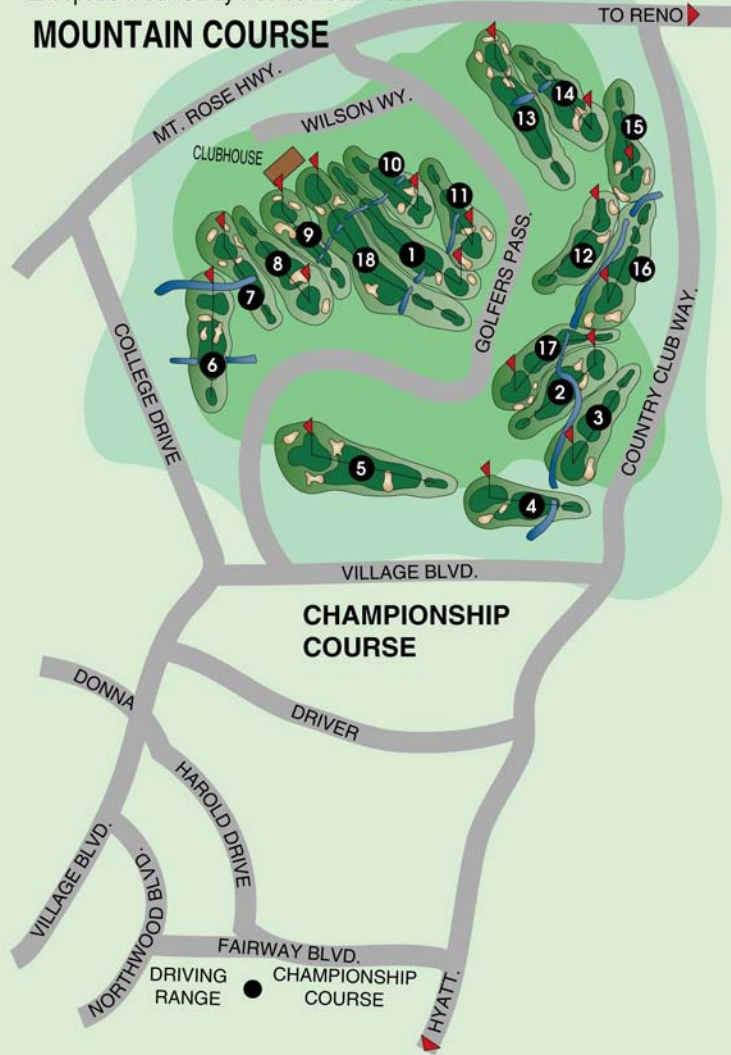 MOUNTAIN COURSE
TO RENO
MT. ROSE HWY.
WILSON WY.
CLUBHOUSE
14
13
15
10
11
9
18
1
8
7
6
12
16
GOLFERS PASS.
17
2
3
COUNTRY CLUB WAY.
COLLEGE DRIVE
5
4
VILLAGE BLVD.
CHAMPIONSHIP
COURSE
DONNA
DRIVER
HAROLD DRIVE
VILLAGE BLVD.
NORTHWOOD BLVD.
FAIRWAY BLVD.
DRIVING
RANGE
CHAMPIONSHIP
COURSE
HYATT.